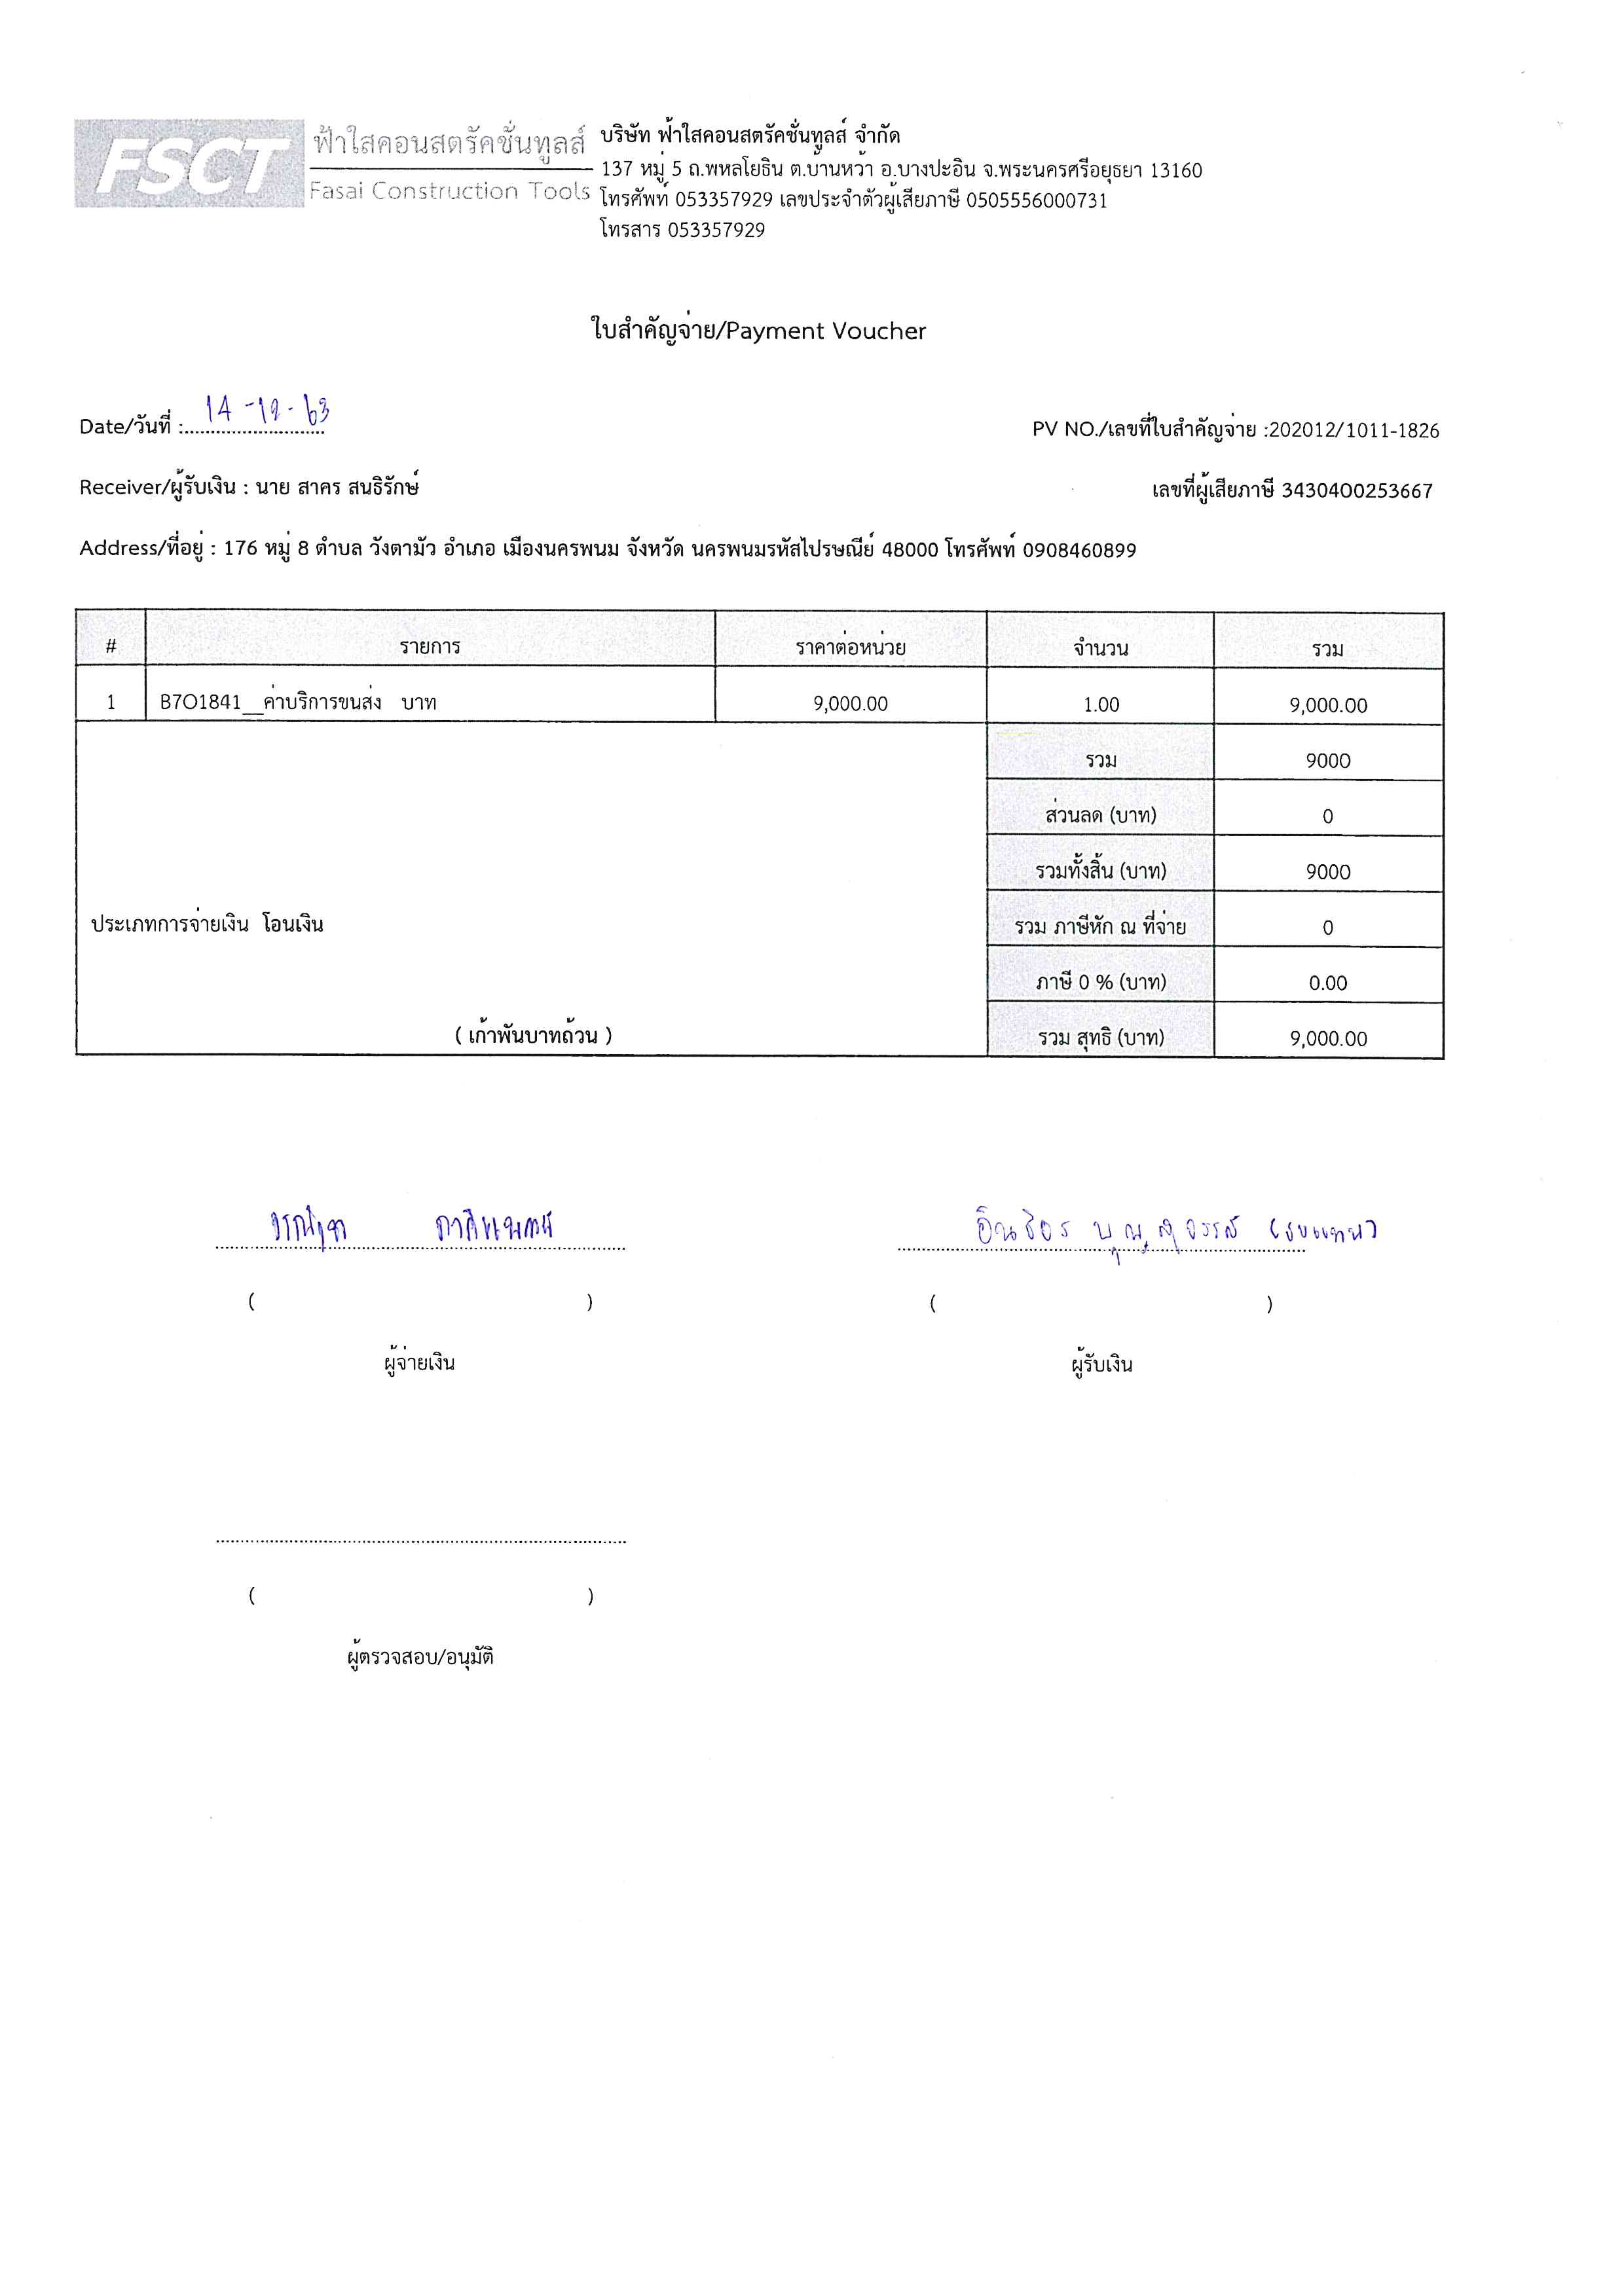 FSCT
ฟ้าใสคอนสตรัคชั่นทูลส์
Fasai Construction Tools
บริษัท ฟ้าใสคอนสตรัคชั่นทูลส์ จำกัด
137 หมู่ 5 ถ.พหลโยธิน ต.บ้านหว้า อ.บางปะอิน จ.พระนครศรีอยุธยา 13160
โทรศัพท์ 053357929 เลขประจำตัวผู้เสียภาษี 0505556000731
โทรสาร 053357929
ใบสำคัญจ่าย/Payment Voucher
Date/วันที่ : 14-12-63
PV NO./เลขที่ใบสำคัญจ่าย :202012/1011-1826
Receiver/ผู้รับเงิน : นาย สาคร สนธิรักษ์
เลขที่ผู้เสียภาษี 3430400253667
Address/ที่อยู่ : 176 หมู่ 8 ตำบล วังตามัว อำเภอ เมืองนครพนม จังหวัด นครพนมรหัสไปรษณีย์ 48000 โทรศัพท์ 0908460899
# รายการ ราคาต่อหน่วย จำนวน รวม
1 B7O1841__ค่าบริการขนส่ง บาท 9,000.00 1.00 9,000.00
รวม 9000
ส่วนลด (บาท) 0
รวมทั้งสิ้น (บาท) 9000
ประเภทการจ่ายเงิน โอนเงิน
รวม ภาษีหัก ณ ที่จ่าย 0
ภาษี 0 % (บาท) 0.00
( เก้าพันบาทถ้วน )
รวม สุทธิ (บาท) 9,000.00
( )
( )
ผู้จ่ายเงิน
ผู้รับเงิน
( )
ผู้ตรวจสอบ/อนุมัติ